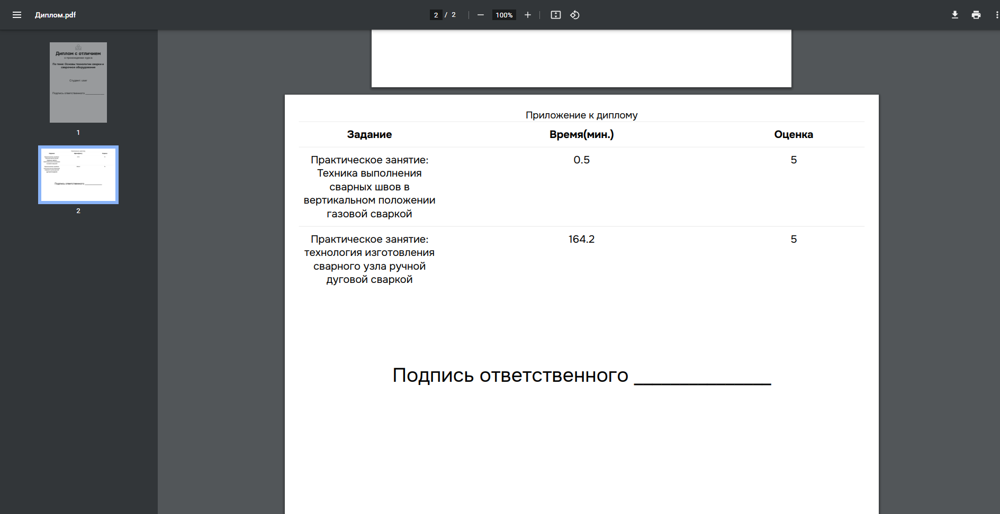 Диплом.pdf
2 / 2
100%
Диплом с отличием
о прохождении курса
По теме: Основы технологии сварки и
сварочное оборудование
Студент: user
Подпись ответственного _______________
1
2
Приложение к диплому
Задание Время(мин.) Оценка
Практическое занятие: 0.5 5
Техника выполнения
сварных швов в
вертикальном положении
газовой сваркой
Практическое занятие: 164.2 5
технология изготовления
сварного узла ручной
дуговой сваркой
Подпись ответственного _______________